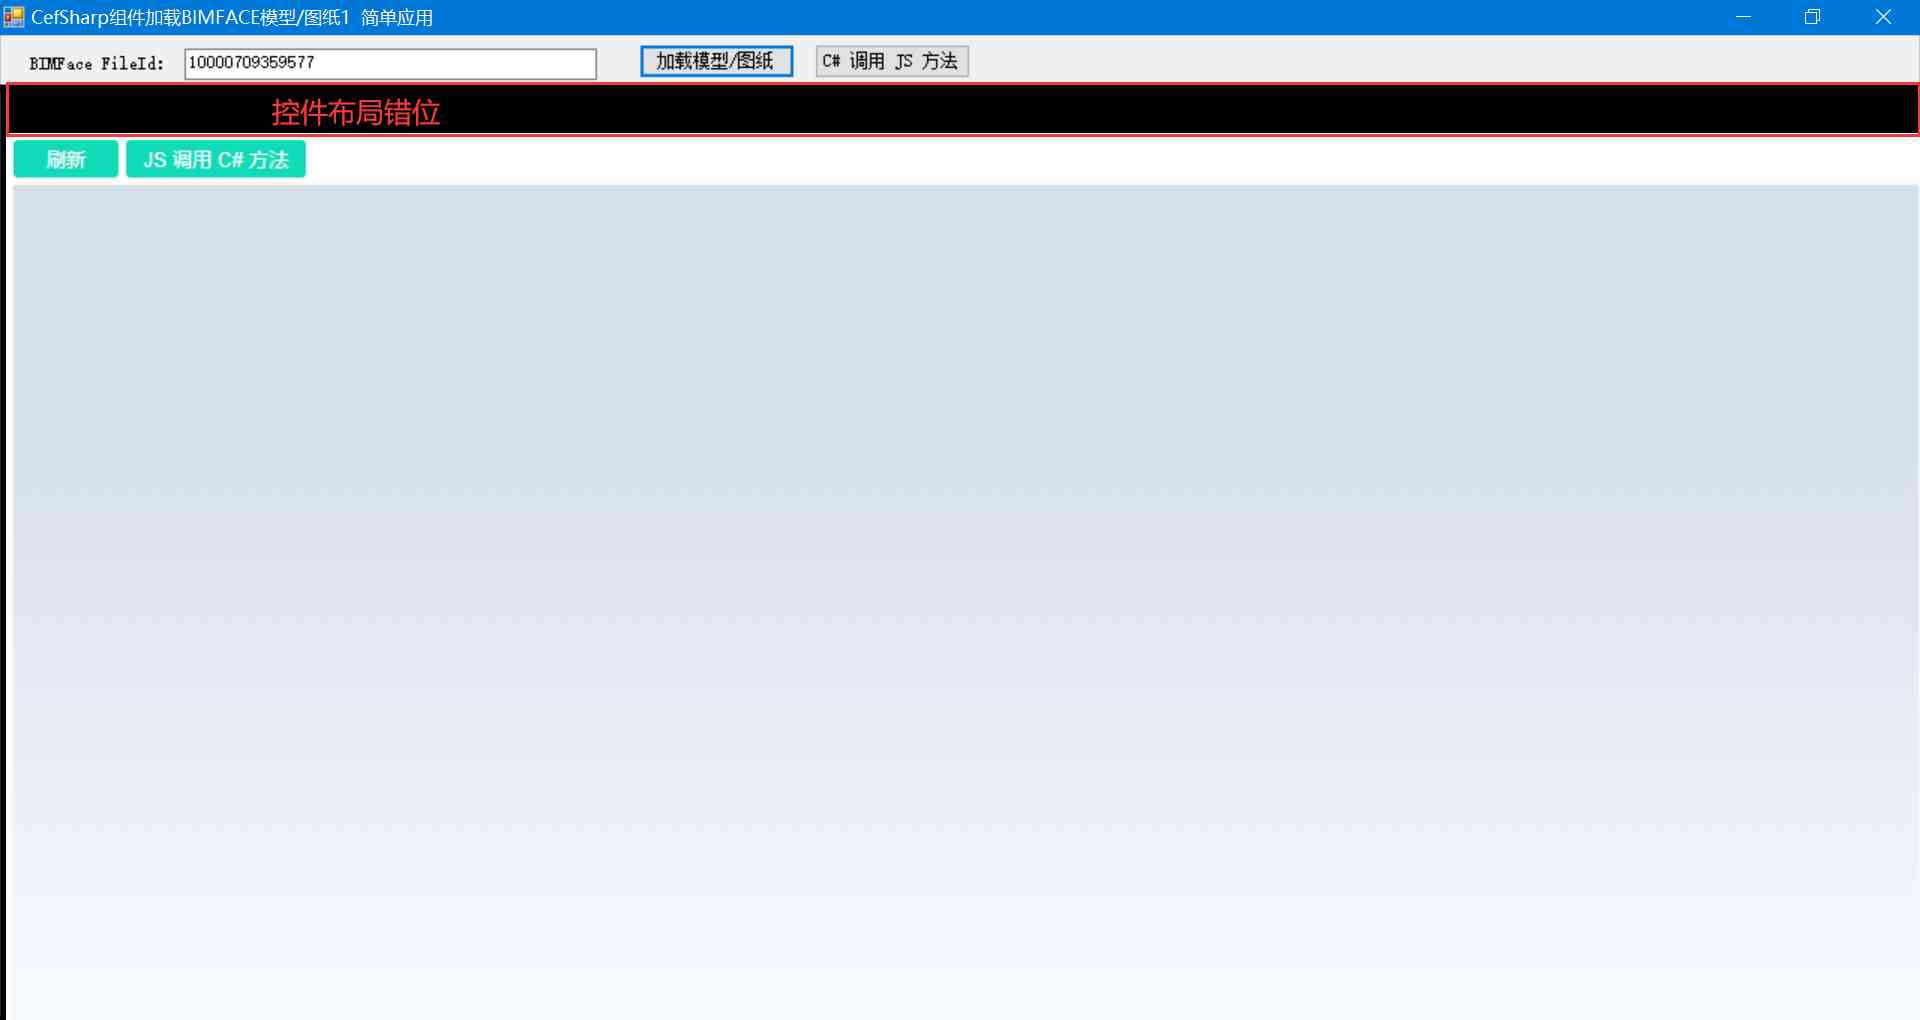 CefSharp组件加载BIMFACE模型/图纸1 简单应用
BIMFace FileId: 10000709359577 加载模型/图纸 C# 调用 JS 方法
控件布局错位
刷新 JS 调用 C# 方法